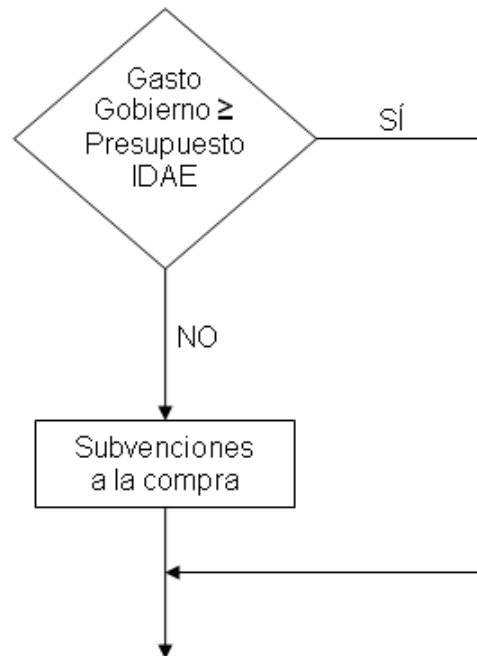 Gasto
Gobierno ≥
Presupuesto
IDAE
SÍ
NO
Subvenciones
a la compra